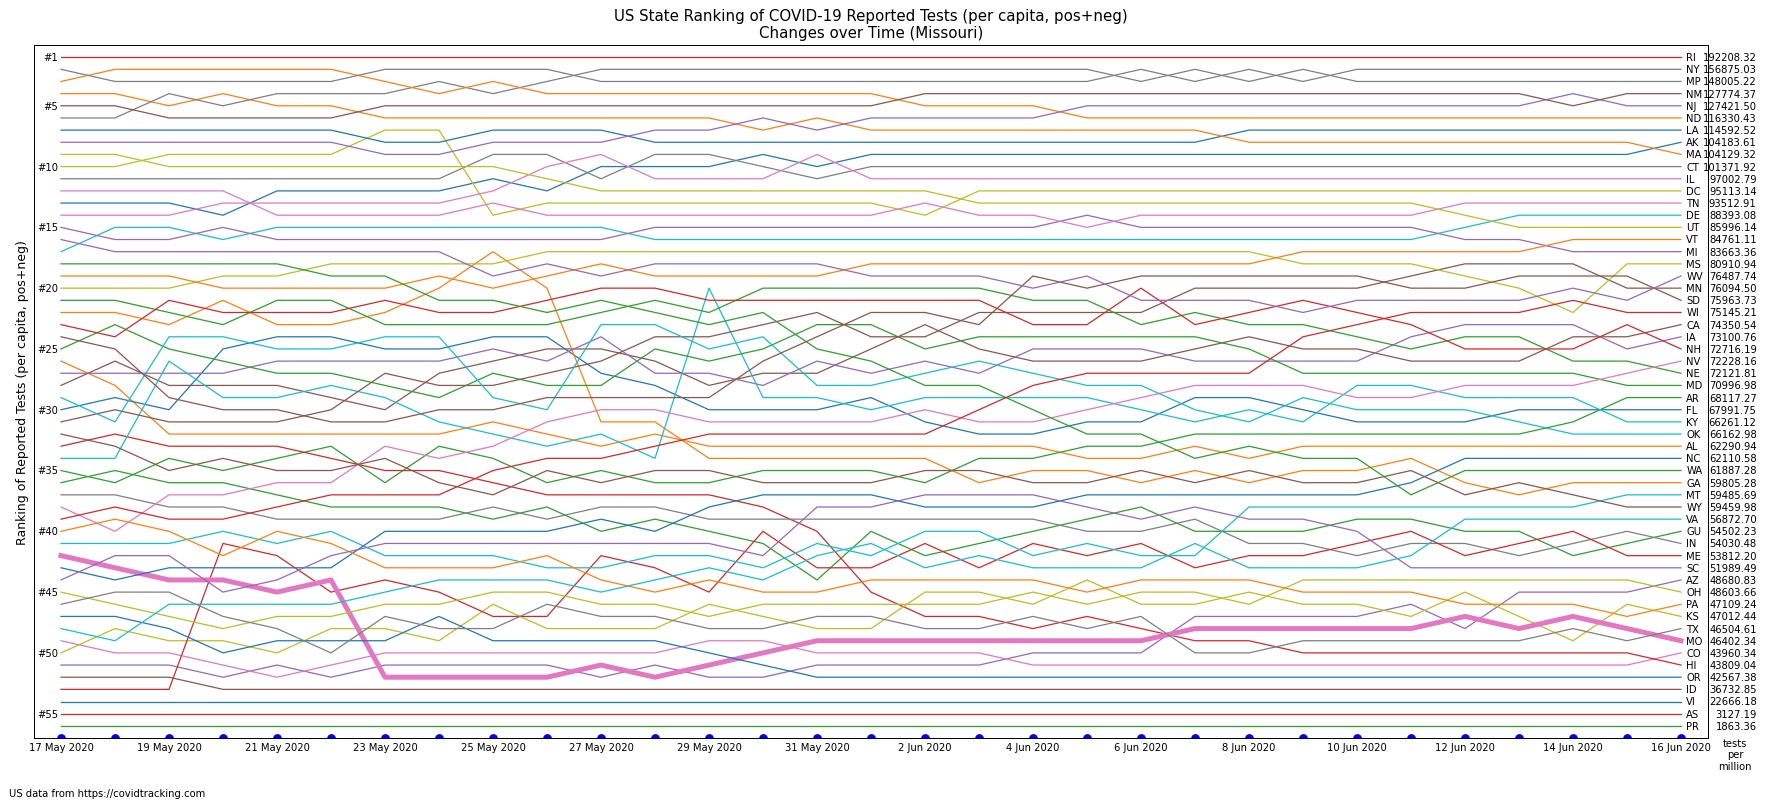 US State Ranking of COVID-19 Reported Tests (per capita, pos+neg)
Changes over Time (Missouri)
Ranking of Reported Tests (per capita, pos+neg)
#1
#5
#10
#15
#20
#25
#30
#35
#40
#45
#50
#55
RI 192208.32
NY 156875.03
MP 148005.22
NM 127774.37
NJ 127421.50
ND 116330.43
LA 114592.52
AK 104183.61
MA 104129.32
CT 101371.92
IL 97002.79
DC 95113.14
TN 93512.91
DE 88393.08
UT 85996.14
VT 84761.11
MI 83663.36
MS 80910.94
WV 76487.74
MN 76094.50
SD 75963.73
WI 75145.21
CA 74350.54
IA 73100.76
NH 72716.19
NV 72228.16
NE 72121.81
MD 70996.98
AR 68117.27
FL 67991.75
KY 66261.12
OK 66162.98
AL 62290.94
NC 62110.58
WA 61887.28
GA 59805.28
MT 59485.69
WY 59459.98
VA 56872.70
GU 54502.23
IN 54030.48
ME 53812.20
SC 51989.49
AZ 48680.83
OH 48603.66
PA 47109.24
KS 47012.44
TX 46504.61
MO 46402.34
CO 43960.34
HI 43809.04
OR 42567.38
ID 36732.85
VI 22666.18
AS 3127.19
PR 1863.36
17 May 2020
19 May 2020
21 May 2020
23 May 2020
25 May 2020
27 May 2020
29 May 2020
31 May 2020
2 Jun 2020
4 Jun 2020
6 Jun 2020
8 Jun 2020
10 Jun 2020
12 Jun 2020
14 Jun 2020
16 Jun 2020
tests
per
million
US data from https://covidtracking.com